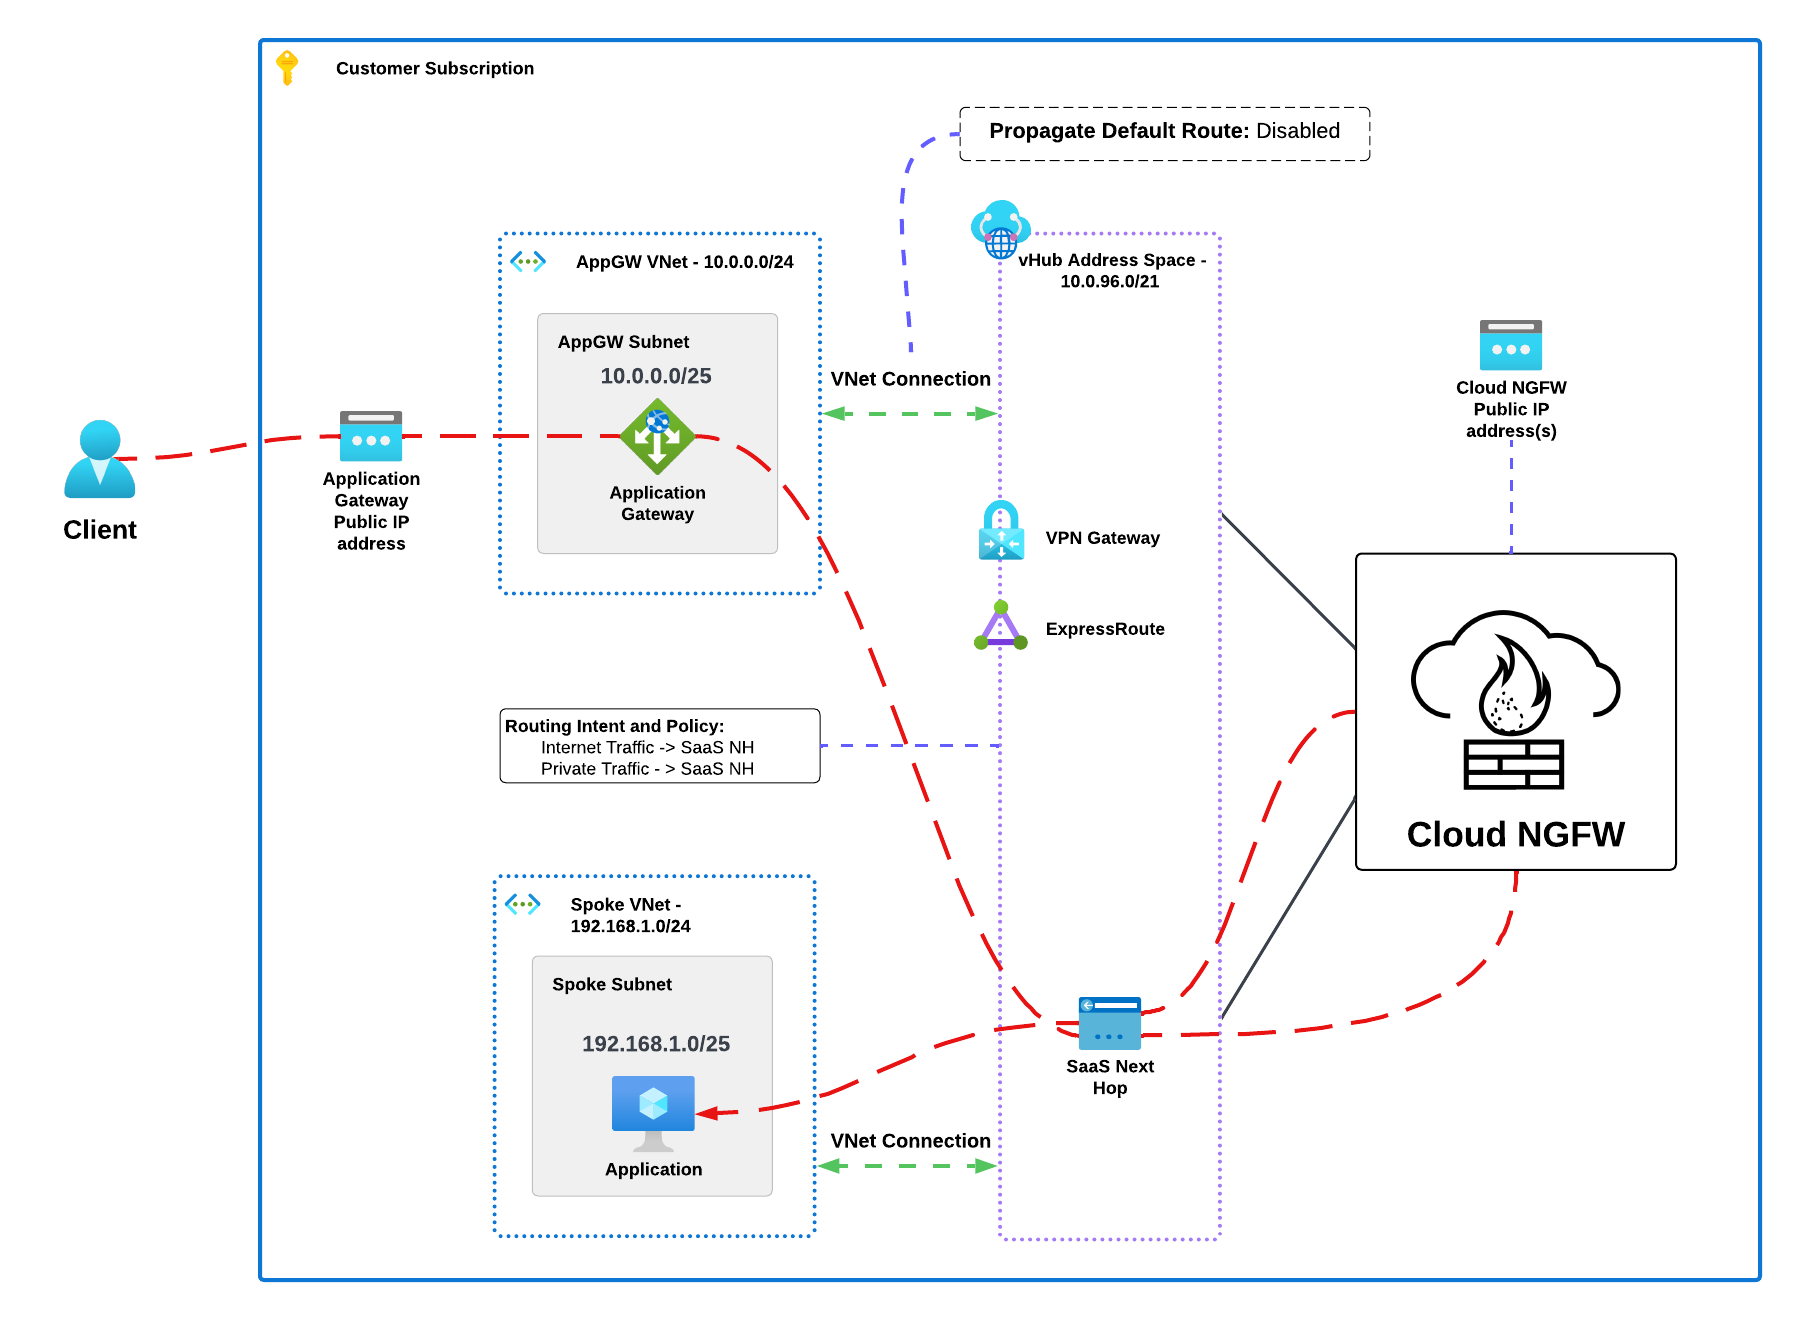 Customer Subscription
Propagate Default Route: Disabled
AppGW VNet - 10.0.0.0/24
vHub Address Space -
10.0.96.0/21
AppGW Subnet
10.0.0.0/25
VNet Connection
Cloud NGFW
Public IP
address(s)
Application
Gateway
Public IP
address
Application
Gateway
Client
VPN Gateway
ExpressRoute
Routing Intent and Policy:
Internet Traffic -> SaaS NH
Private Traffic - > SaaS NH
Cloud NGFW
Spoke VNet -
192.168.1.0/24
Spoke Subnet
192.168.1.0/25
SaaS Next
Hop
VNet Connection
Application